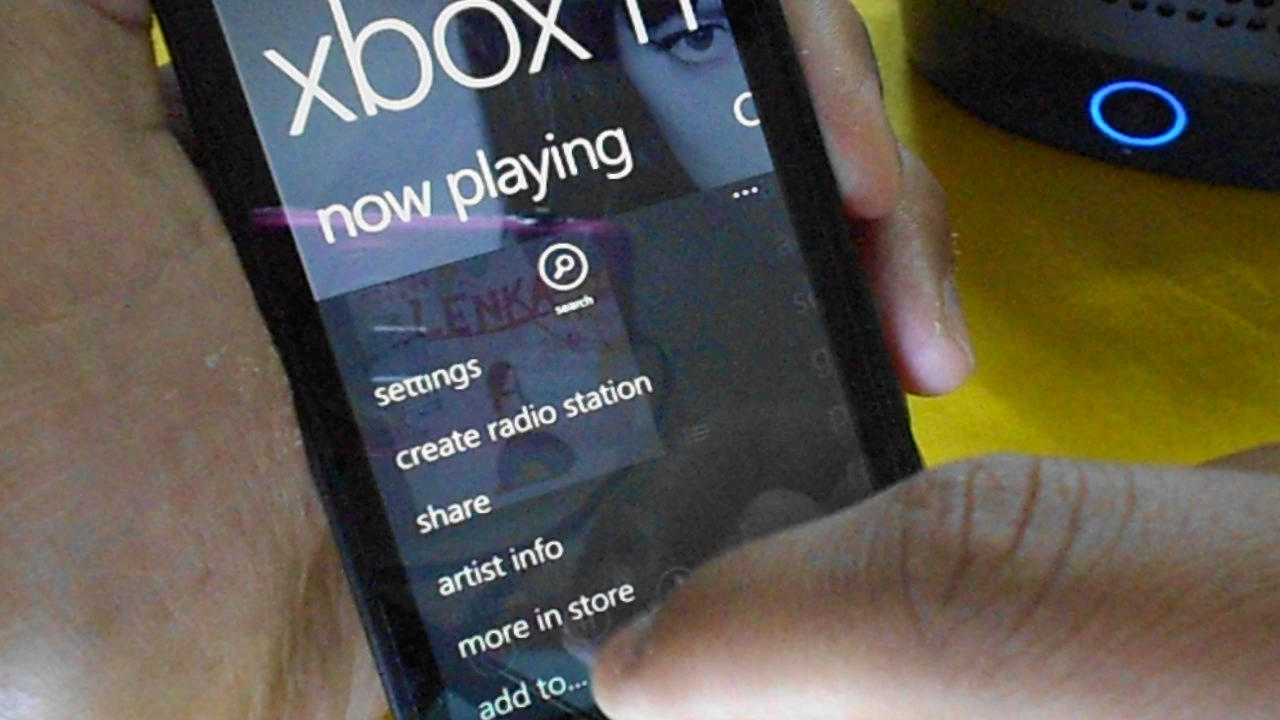 xbox
now playing
...
LENKA
search
settings
create radio station
share
artist info
more in store
add to...